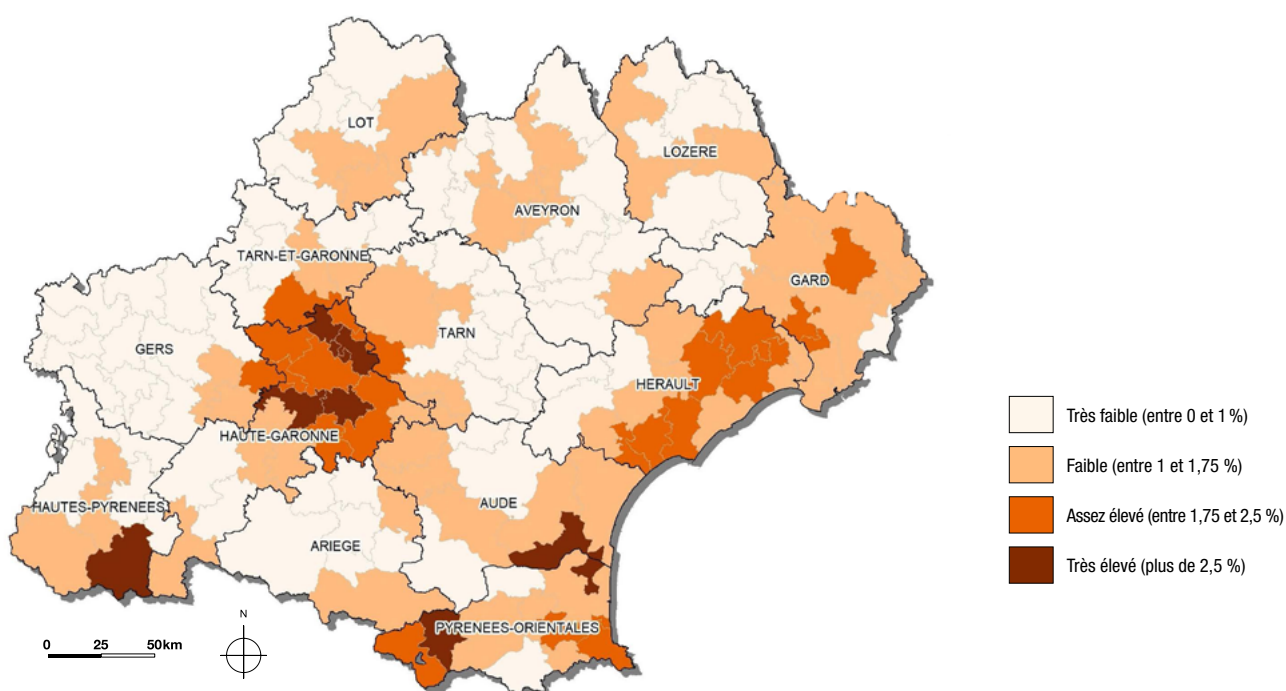 LOT
LOZERE
AVEYRON
TARN-ET-GARONNE
GARD
TARN
GERS
HERAULT
HAUTE-GARONNE
AUDE
HAUTES-PYRENEES
ARIEGE
PYRENEES-ORIENTALES
N
0 25 50km
Très faible (entre 0 et 1 %)
Faible (entre 1 et 1,75 %)
Assez élevé (entre 1,75 et 2,5 %)
Très élevé (plus de 2,5 %)